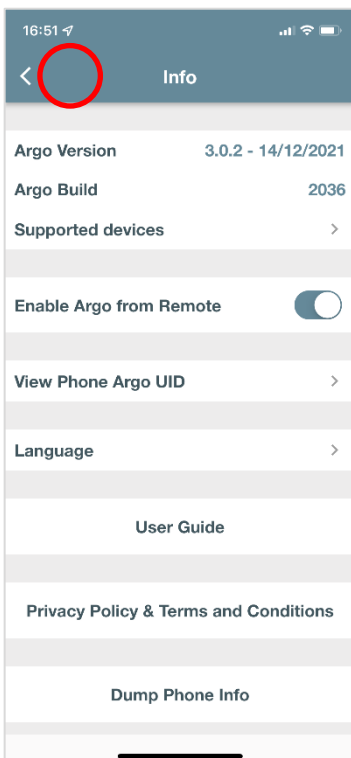 16:51
Info
Argo Version 3.0.2 - 14/12/2021
Argo Build 2036
Supported devices
Enable Argo from Remote
View Phone Argo UID
Language
User Guide
Privacy Policy & Terms and Conditions
Dump Phone Info